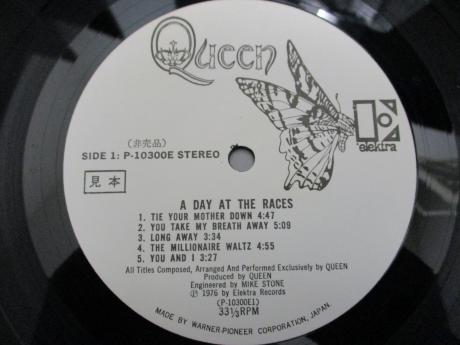 Queen
elektra
(非売品)
SIDE 1: P-10300E STEREO
見本
A DAY AT THE RACES
1. TIE YOUR MOTHER DOWN 4:47
2. YOU TAKE MY BREATH AWAY 5:09
3. LONG AWAY 3:34
4. THE MILLIONAIRE WALTZ 4:55
5. YOU AND I 3:27
All Titles Composed, Arranged And Performed Exclusively by QUEEN
Produced by QUEEN
Engineered by MIKE STONE
Ⓟ 1976 by Elektra Records
(P-10300E1)
33⅓RPM
MADE BY WARNER-PIONEER CORPORATION, JAPAN.